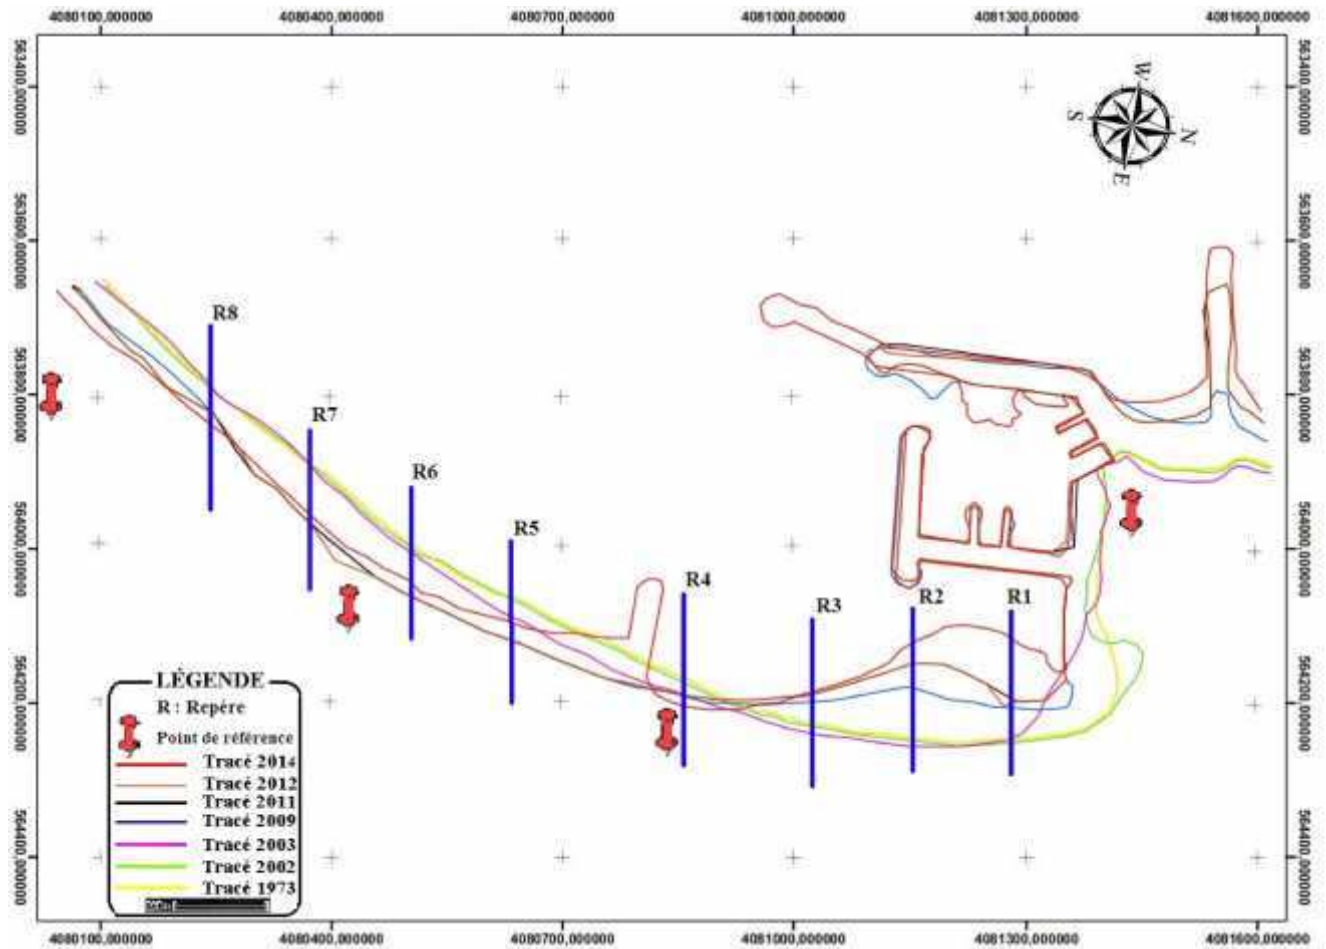 4080100,000000 4080400,000000 4080700,000000 4081000,000000 4081300,000000 4081600,000000
563400,000000 563400,000000
W
S N
E
563600,000000 563600,000000
R8
563800,000000 563800,000000
R7
R6
564000,000000 564000,000000
R5
R4 R3 R2 R1
564200,000000 564200,000000
LÉGENDE
R : Repère
Point de référence
Tracé 2014
Tracé 2012
Tracé 2011
Tracé 2009
Tracé 2003
Tracé 2002
Tracé 1973
564400,000000 564400,000000
4080100,000000 4080400,000000 4080700,000000 4081000,000000 4081300,000000 4081600,000000